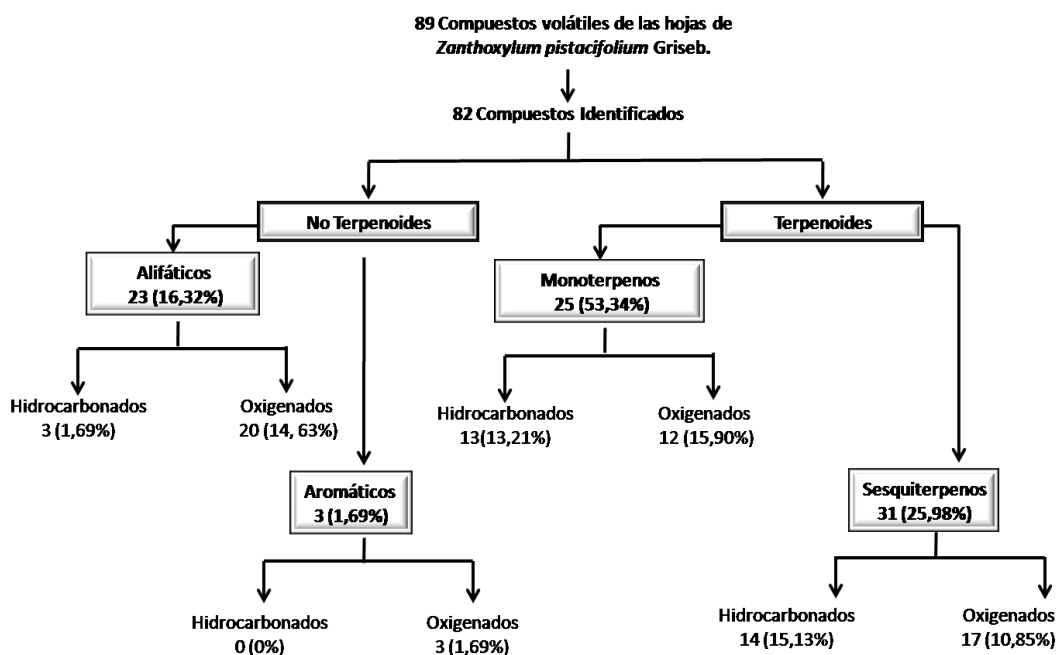 89 Compuestos volátiles de las hojas de
Zanthoxylum pistacifolium Griseb.
82 Compuestos Identificados
No Terpenoides
Terpenoides
Alifáticos
23 (16,32%)
Monoterpenos
25 (53,34%)
Hidrocarbonados
3 (1,69%)
Oxigenados
20 (14, 63%)
Hidrocarbonados
13(13,21%)
Oxigenados
12 (15,90%)
Aromáticos
3 (1,69%)
Sesquiterpenos
31 (25,98%)
Hidrocarbonados
0 (0%)
Oxigenados
3 (1,69%)
Hidrocarbonados
14 (15,13%)
Oxigenados
17 (10,85%)